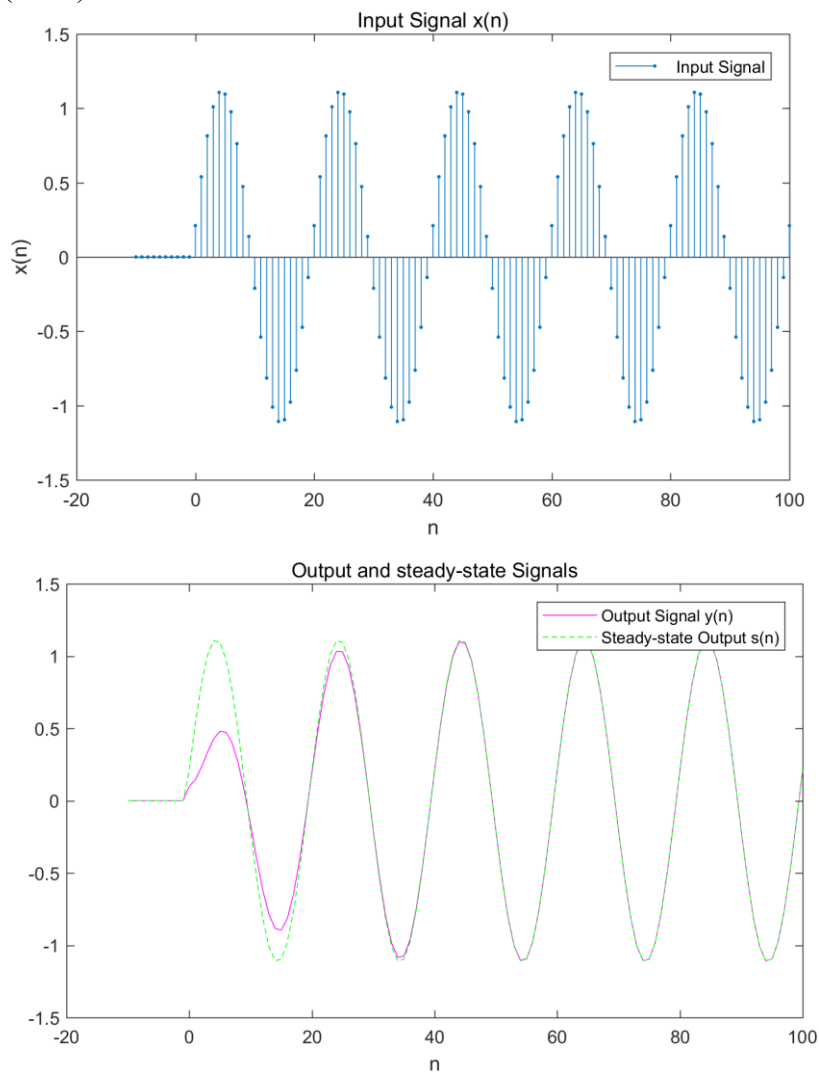 Input Signal x(n)
1.5
Input Signal
1
0.5
x(n)
0
-0.5
-1
-1.5
-20 0 20 40 60 80 100
n
Output and steady-state Signals
1.5
Output Signal y(n)
Steady-state Output s(n)
1
0.5
0
-0.5
-1
-1.5
-20 0 20 40 60 80 100
n